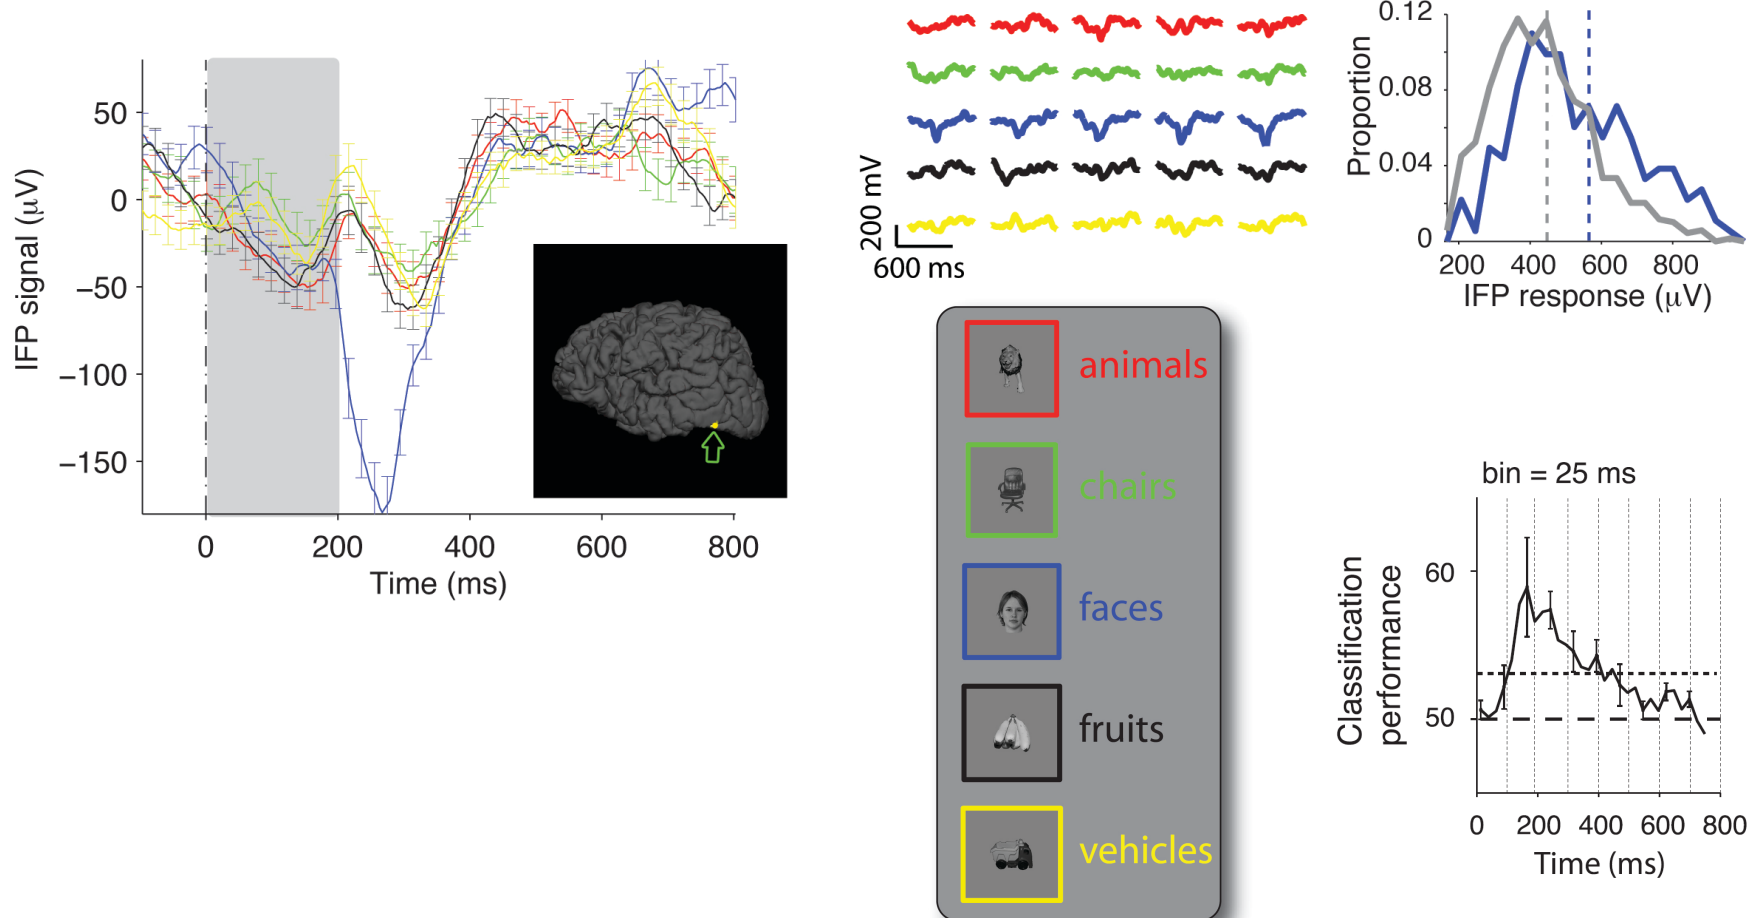 50
0
−50
−100
−150
IFP signal (μV)
0 200 400 600 800
Time (ms)
200 mV
600 ms
0.12
0.08
0.04
0
Proportion
200 400 600 800
IFP response (μV)
animals
chairs
faces
fruits
vehicles
bin = 25 ms
60
50
Classification
performance
0 200 400 600 800
Time (ms)